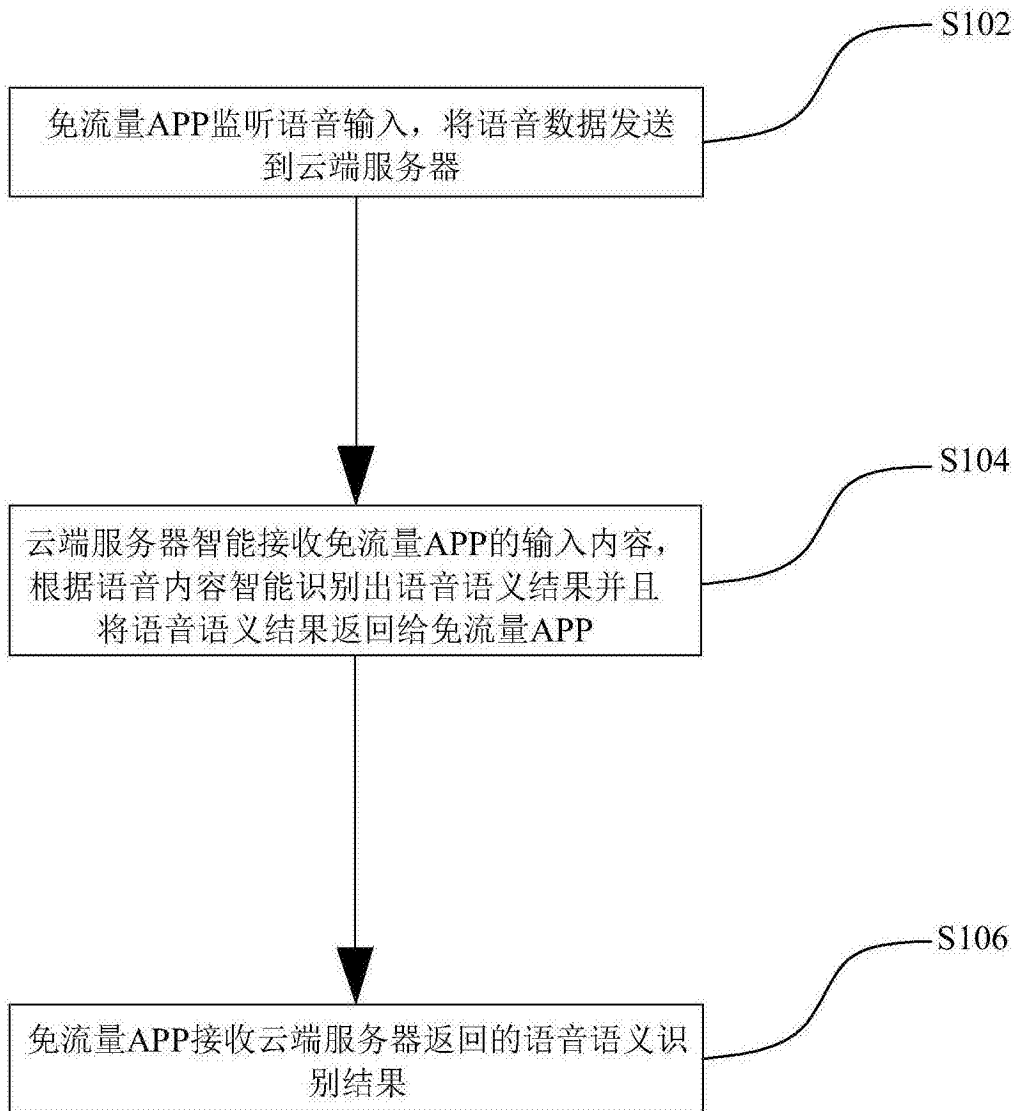 S102
免流量APP监听语音输入，将语音数据发送
到云端服务器
S104
云端服务器智能接收免流量APP的输入内容，
根据语音内容智能识别出语音语义结果并且
将语音语义结果返回给免流量APP
S106
免流量APP接收云端服务器返回的语音语义识
别结果